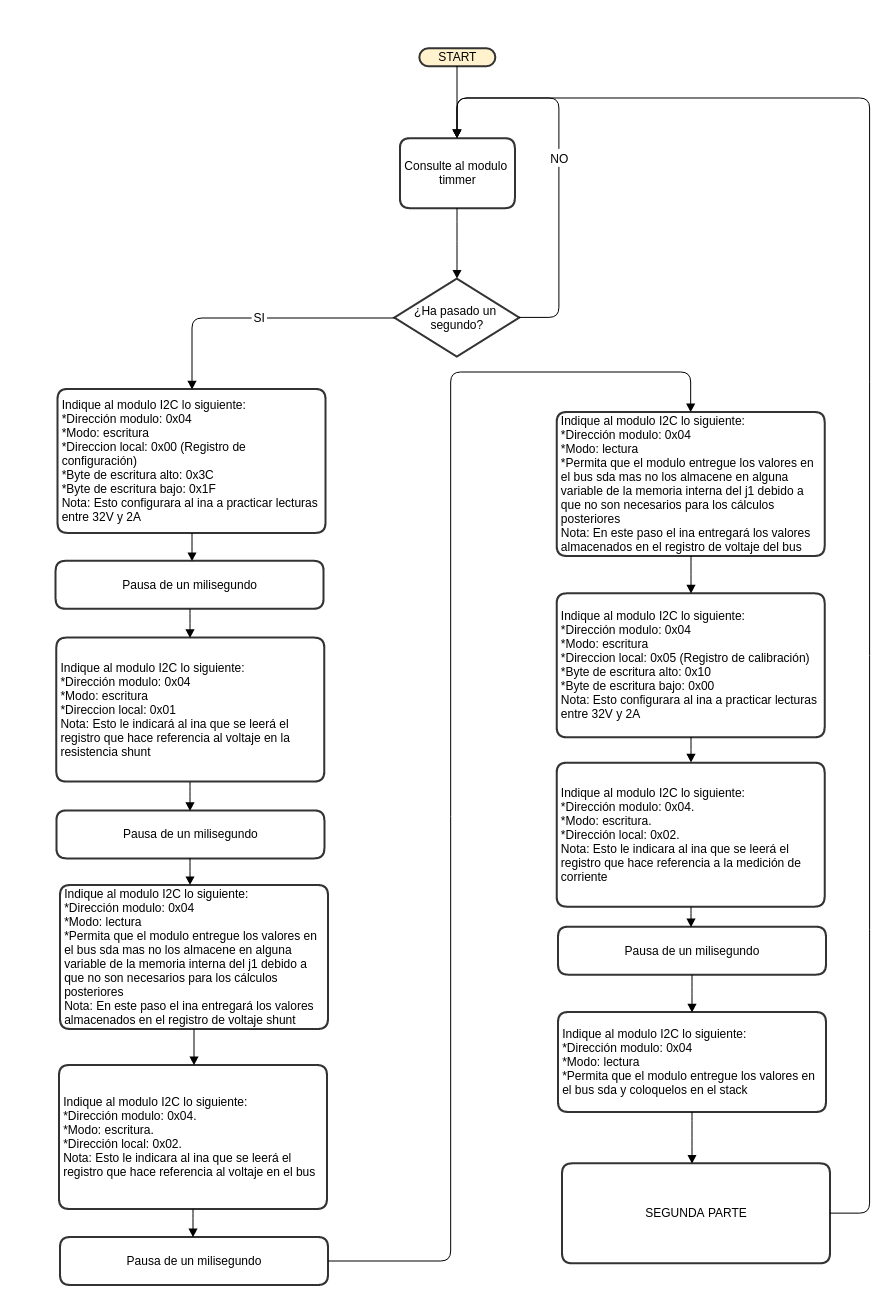 START
Consulte al modulo
timmer
NO
¿Ha pasado un
segundo?
SI
Indique al modulo I2C lo siguiente:
*Dirección modulo: 0x04
*Modo: escritura
*Direccion local: 0x00 (Registro de
configuración)
*Byte de escritura alto: 0x3C
*Byte de escritura bajo: 0x1F
Nota: Esto configurara al ina a practicar lecturas
entre 32V y 2A
Pausa de un milisegundo
Indique al modulo I2C lo siguiente:
*Dirección modulo: 0x04
*Modo: escritura
*Direccion local: 0x01
Nota: Esto le indicará al ina que se leerá el
registro que hace referencia al voltaje en la
resistencia shunt
Pausa de un milisegundo
Indique al modulo I2C lo siguiente:
*Dirección modulo: 0x04
*Modo: lectura
*Permita que el modulo entregue los valores en
el bus sda mas no los almacene en alguna
variable de la memoria interna del j1 debido a
que no son necesarios para los cálculos
posteriores
Nota: En este paso el ina entregará los valores
almacenados en el registro de voltaje shunt
Indique al modulo I2C lo siguiente:
*Dirección modulo: 0x04.
*Modo: escritura.
*Dirección local: 0x02.
Nota: Esto le indicara al ina que se leerá el
registro que hace referencia al voltaje en el bus
Pausa de un milisegundo
Indique al modulo I2C lo siguiente:
*Dirección modulo: 0x04
*Modo: lectura
*Permita que el modulo entregue los valores en
el bus sda mas no los almacene en alguna
variable de la memoria interna del j1 debido a
que no son necesarios para los cálculos
posteriores
Nota: En este paso el ina entregará los valores
almacenados en el registro de voltaje del bus
Indique al modulo I2C lo siguiente:
*Dirección modulo: 0x04
*Modo: escritura
*Direccion local: 0x05 (Registro de calibración)
*Byte de escritura alto: 0x10
*Byte de escritura bajo: 0x00
Nota: Esto configurara al ina a practicar lecturas
entre 32V y 2A
Indique al modulo I2C lo siguiente:
*Dirección modulo: 0x04.
*Modo: escritura.
*Dirección local: 0x02.
Nota: Esto le indicara al ina que se leerá el
registro que hace referencia a la medición de
corriente
Pausa de un milisegundo
Indique al modulo I2C lo siguiente:
*Dirección modulo: 0x04
*Modo: lectura
*Permita que el modulo entregue los valores en
el bus sda y coloquelos en el stack
SEGUNDA PARTE